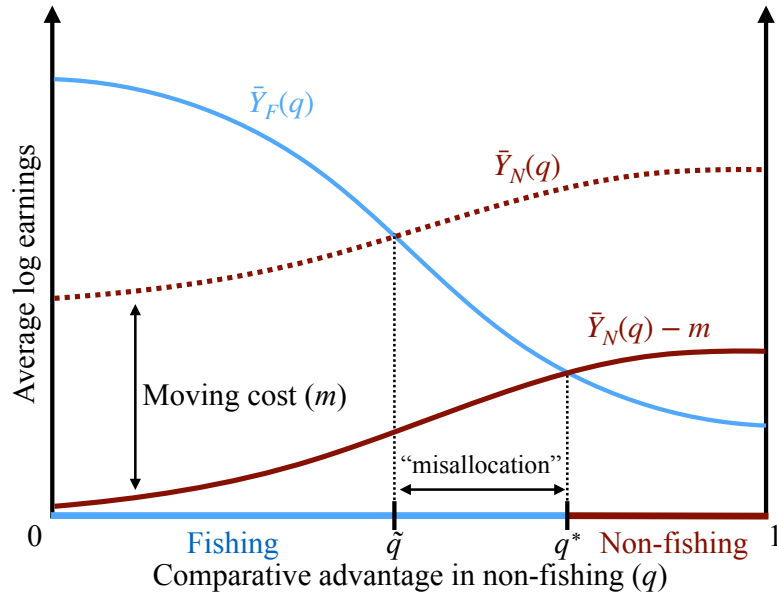 Ȳ_F(q)
Ȳ_N(q)
Average log earnings
Ȳ_N(q) − m
Moving cost (m)
“misallocation”
0
Fishing
q̃
q*
Non-fishing
1
Comparative advantage in non-fishing (q)